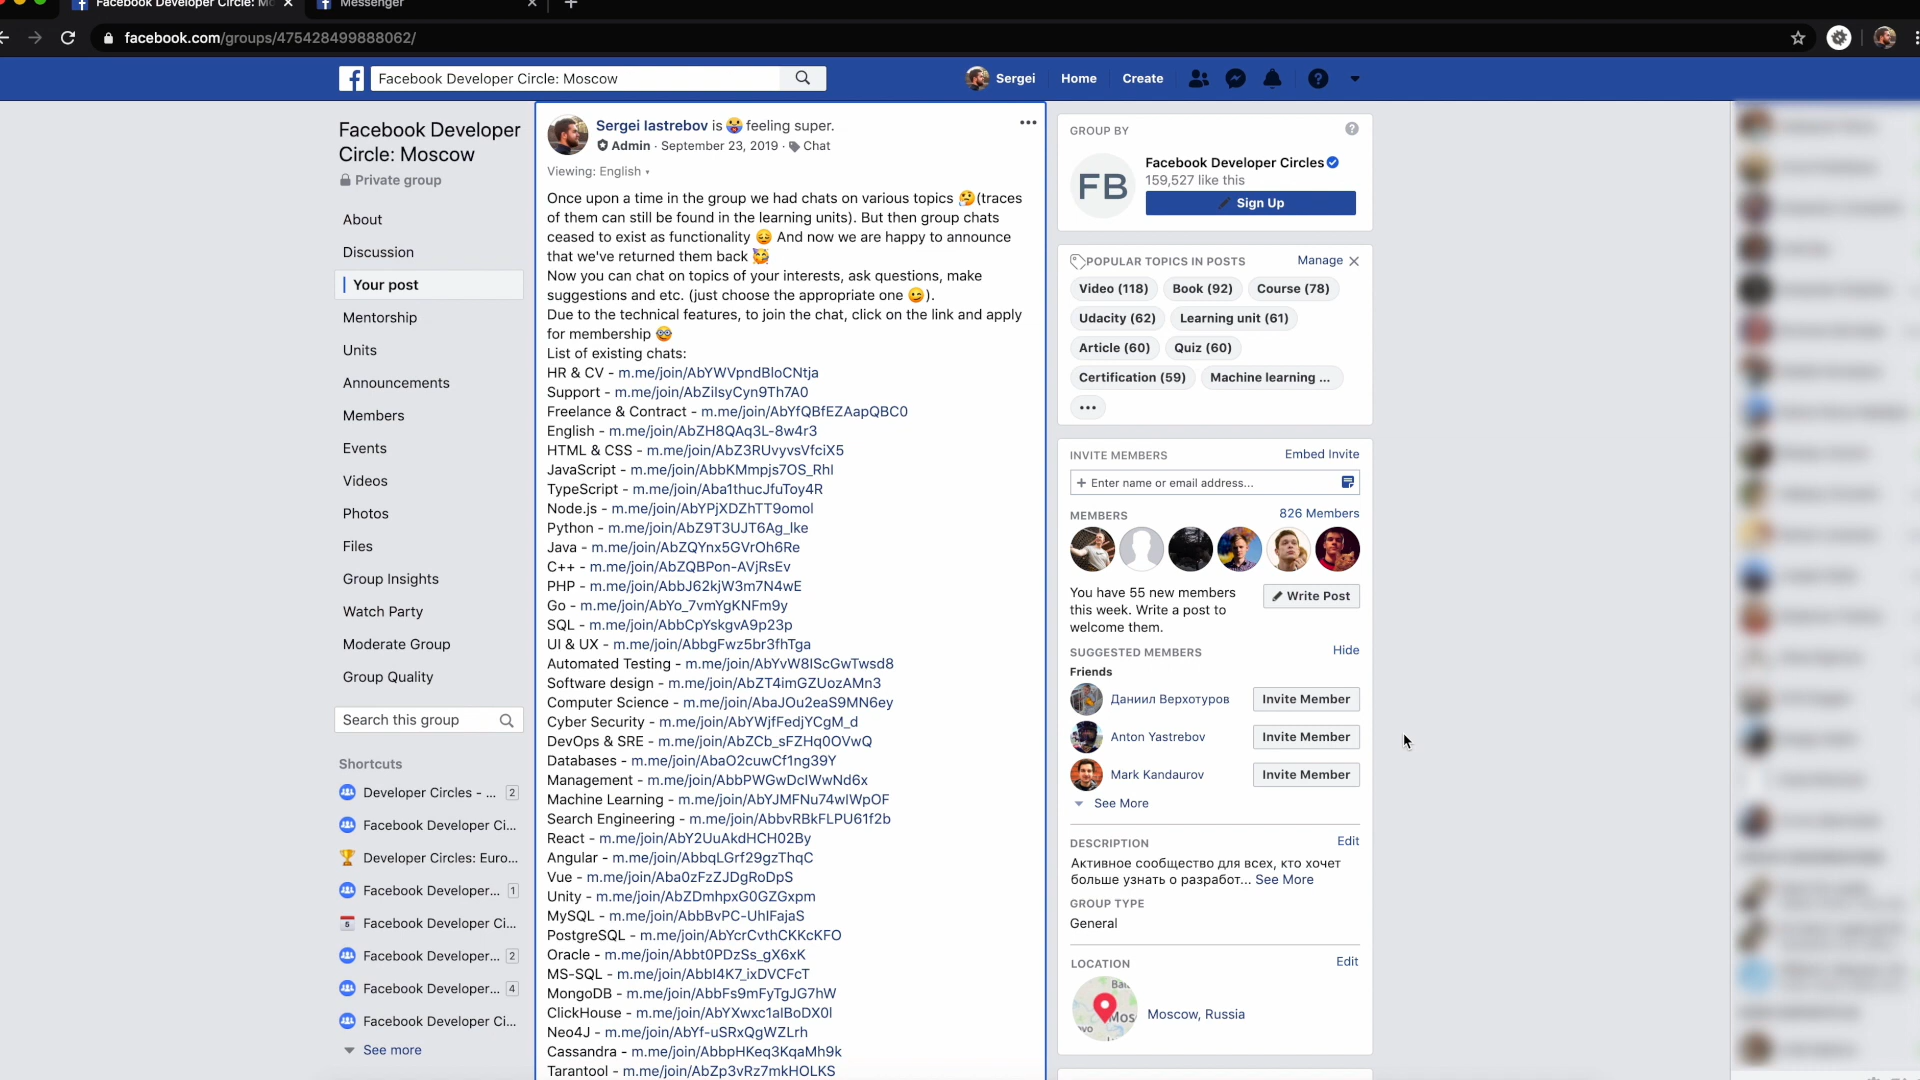 Facebook Developer Circle: Mo
Messenger
facebook.com/groups/475428499888062/
Facebook Developer Circle: Moscow
Sergei
Home
Create
Facebook Developer
Circle: Moscow
Private group
About
Discussion
Your post
Mentorship
Units
Announcements
Members
Events
Videos
Photos
Files
Group Insights
Watch Party
Moderate Group
Group Quality
Search this group
Shortcuts
Developer Circles - ... 2
Facebook Developer Ci...
Developer Circles: Euro...
Facebook Developer... 1
Facebook Developer Ci...
Facebook Developer... 2
Facebook Developer... 4
Facebook Developer Ci...
See more
Sergei Iastrebov is 😀 feeling super.
Admin · September 23, 2019 · Chat
Viewing: English
Once upon a time in the group we had chats on various topics 🤔(traces
of them can still be found in the learning units). But then group chats
ceased to exist as functionality 😔 And now we are happy to announce
that we've returned them back 🥰
Now you can chat on topics of your interests, ask questions, make
suggestions and etc. (just choose the appropriate one 😉).
Due to the technical features, to join the chat, click on the link and apply
for membership 🤓
List of existing chats:
HR & CV - m.me/join/AbYWVpndBloCNtja
Support - m.me/join/AbZilsyCyn9Th7A0
Freelance & Contract - m.me/join/AbYfQBfEZAapQBC0
English - m.me/join/AbZH8QAq3L-8w4r3
HTML & CSS - m.me/join/AbZ3RUvyvsVfciX5
JavaScript - m.me/join/AbbKMmpjs7OS_RhI
TypeScript - m.me/join/Aba1thucJfuToy4R
Node.js - m.me/join/AbYPjXDZhTT9omol
Python - m.me/join/AbZ9T3UJT6Ag_Ike
Java - m.me/join/AbZQYnx5GVrOh6Re
C++ - m.me/join/AbZQBPon-AVjRsEv
PHP - m.me/join/AbbJ62kjW3m7N4wE
Go - m.me/join/AbYo_7vmYgKNFm9y
SQL - m.me/join/AbbCpYskgvA9p23p
UI & UX - m.me/join/AbbgFwz5br3fhTga
Automated Testing - m.me/join/AbYvW8IScGwTwsd8
Software design - m.me/join/AbZT4imGZUozAMn3
Computer Science - m.me/join/AbaJOu2eaS9MN6ey
Cyber Security - m.me/join/AbYWjfFedjYCgM_d
DevOps & SRE - m.me/join/AbZCb_sFZHq0OVwQ
Databases - m.me/join/AbaO2cuwCf1ng39Y
Management - m.me/join/AbbPWGwDcIWwNd6x
Machine Learning - m.me/join/AbYJMFNu74wIWpOF
Search Engineering - m.me/join/AbbvRBkFLPU61f2b
React - m.me/join/AbY2UuAkdHCH02By
Angular - m.me/join/AbbqLGrf29gzThqC
Vue - m.me/join/Aba0zFzZJDgRoDpS
Unity - m.me/join/AbZDmhpxG0GZGxpm
MySQL - m.me/join/AbbBvPC-UhIFajaS
PostgreSQL - m.me/join/AbYcrCvthCKKcKFO
Oracle - m.me/join/Abbt0PDzSs_gX6xK
MS-SQL - m.me/join/AbbI4K7_ixDVCFcT
MongoDB - m.me/join/AbbFs9mFyTgJG7hW
ClickHouse - m.me/join/AbYXwxc1alBoDX0l
Neo4J - m.me/join/AbYf-uSRxQgWZLrh
Cassandra - m.me/join/AbbpHKeq3KqaMh9k
Tarantool - m.me/join/AbZp3vRz7mkHOLKS
GROUP BY
FB
Facebook Developer Circles
159,527 like this
Sign Up
POPULAR TOPICS IN POSTS
Manage
Video (118) Book (92) Course (78)
Udacity (62) Learning unit (61)
Article (60) Quiz (60)
Certification (59) Machine learning ...
INVITE MEMBERS
Embed Invite
+ Enter name or email address...
MEMBERS
826 Members
You have 55 new members
this week. Write a post to
welcome them.
Write Post
SUGGESTED MEMBERS
Hide
Friends
Даниил Верхотуров
Invite Member
Anton Yastrebov
Invite Member
Mark Kandaurov
Invite Member
See More
DESCRIPTION
Edit
Активное сообщество для всех, кто хочет
больше узнать о разработ... See More
GROUP TYPE
General
LOCATION
Edit
Mos
Moscow, Russia